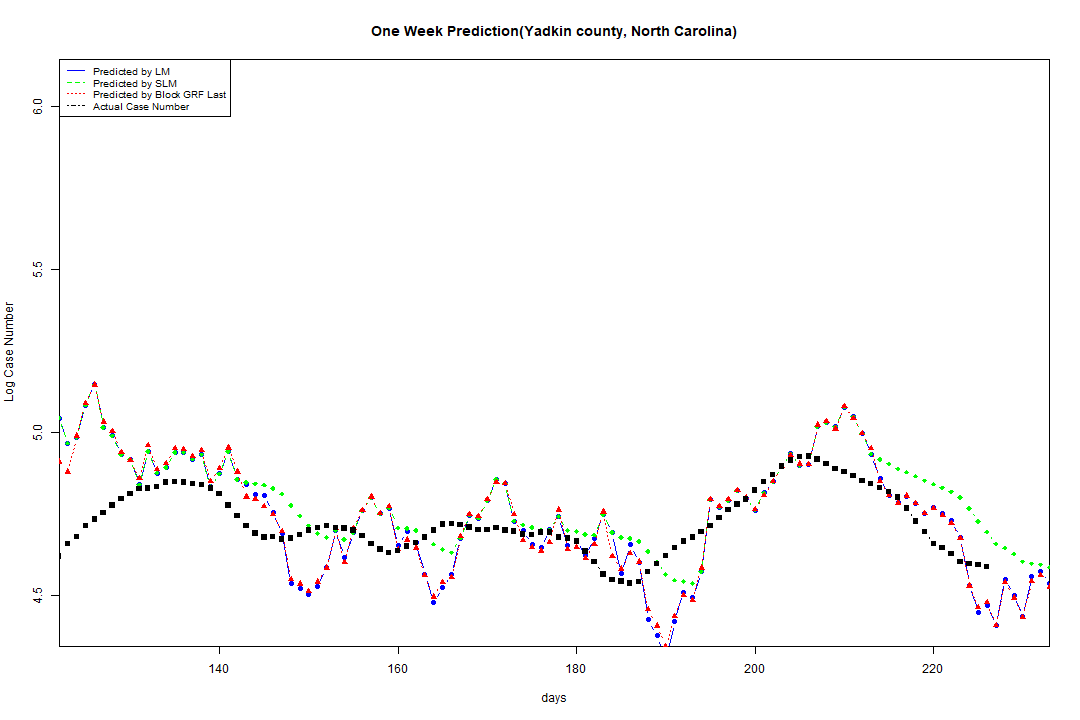 One Week Prediction(Yadkin county, North Carolina)
Predicted by LM
Predicted by SLM
Predicted by Block GRF Last
Actual Case Number
6.0
5.5
5.0
4.5
Log Case Number
140 160 180 200 220
days